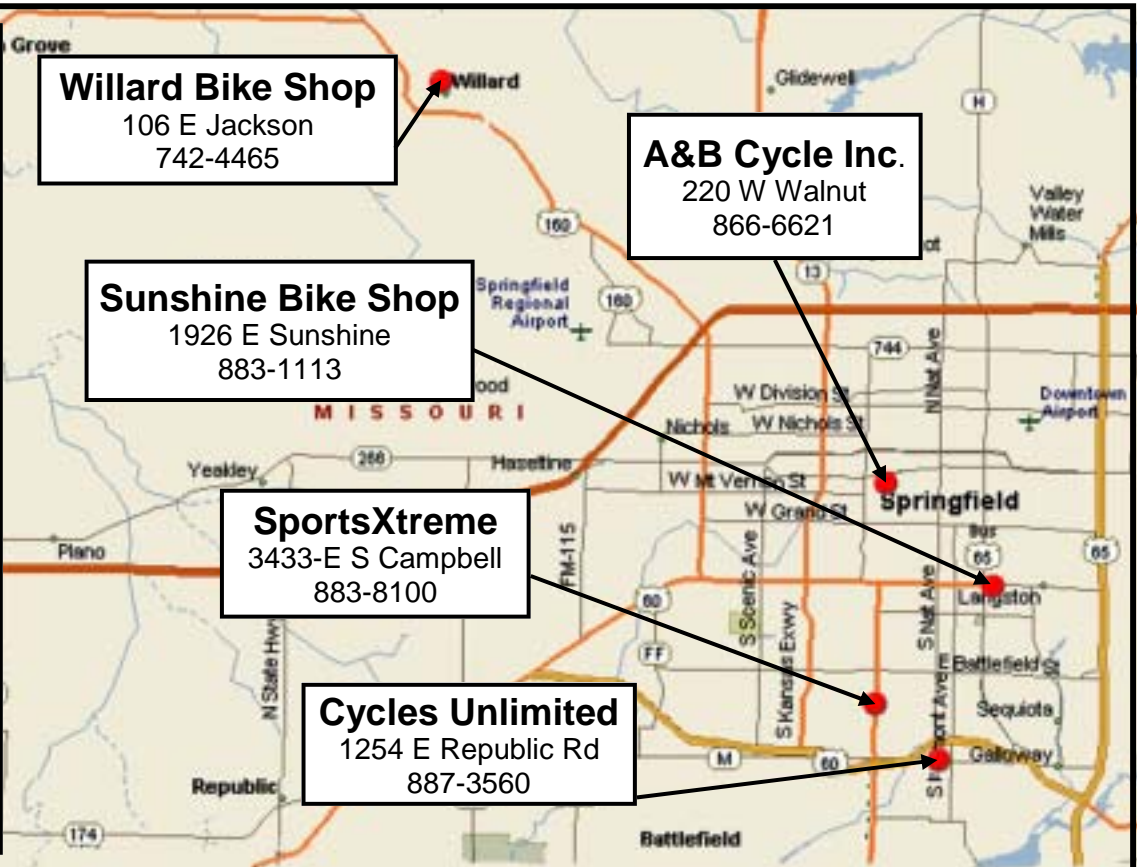 Grove
Willard Bike Shop
106 E Jackson
742-4465
Willard
Glidewell
H
A&B Cycle Inc.
220 W Walnut
866-6621
Valley
Water
Mills
160
13
Sunshine Bike Shop
1926 E Sunshine
883-1113
Springfield
Regional
Airport
160
744
N Nat Ave
W Division St
Downtown
Airport
MISSOURI
Nichols
W Nichols St
Yeakley
266
Haseltine
W Mt Vernon St
Springfield
W Grand St
SportsXtreme
3433-E S Campbell
883-8100
Plano
FM-115
S Scenic Ave
Bus
65
65
Langston
60
S Kansas Expy
S Nat Ave
FF
Battlefield St
N State Hwy
Cycles Unlimited
1254 E Republic Rd
887-3560
Sequiota
M
60
Galloway
Republic
174
Battlefield